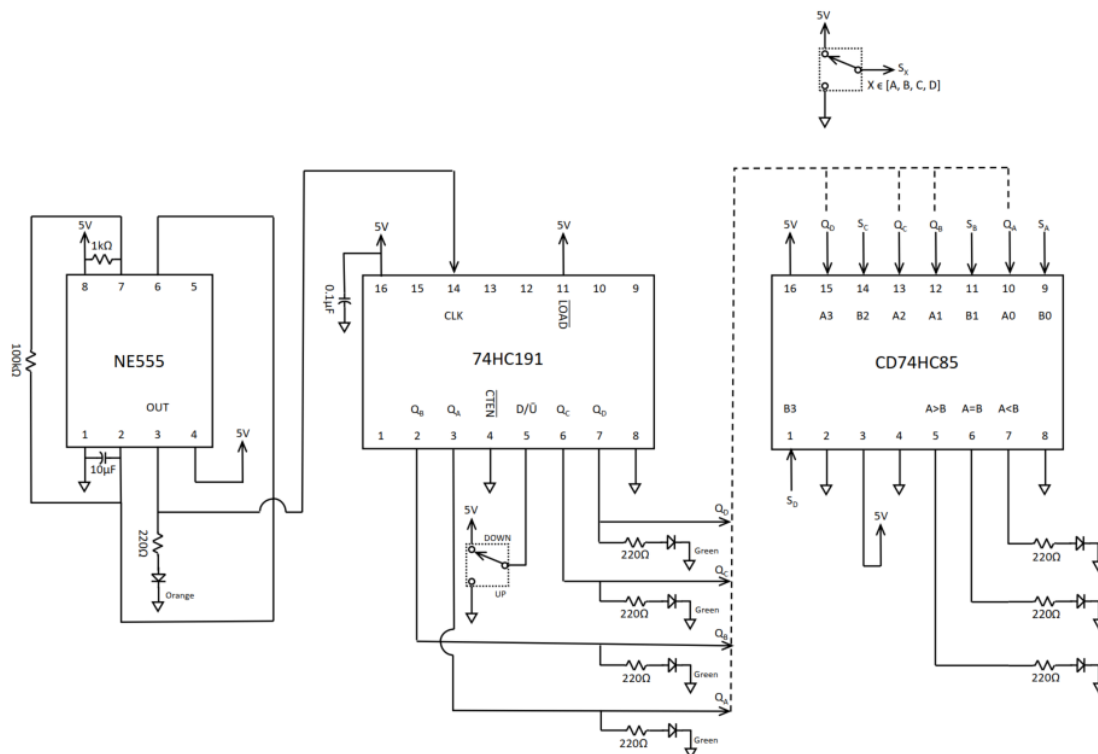 5V
S_X
X ϵ [A, B, C, D]
5V
1kΩ
8 7 6 5
NE555
OUT
1 2 3 4
100kΩ
10µF
5V
220Ω
Orange
5V
0.1µF
5V
16 15 14 13 12 11 10 9
CLK
LOAD
74HC191
Q_B Q_A CTEN D/Ū Q_C Q_D
1 2 3 4 5 6 7 8
5V
DOWN
UP
Q_D
220Ω
Green
Q_C
220Ω
Green
Q_B
220Ω
Green
Q_A
220Ω
Green
5V Q_D S_C Q_C Q_B S_B Q_A S_A
16 15 14 13 12 11 10 9
A3 B2 A2 A1 B1 A0 B0
CD74HC85
B3 A>B A=B A<B
1 2 3 4 5 6 7 8
S_D
5V
220Ω
220Ω
220Ω